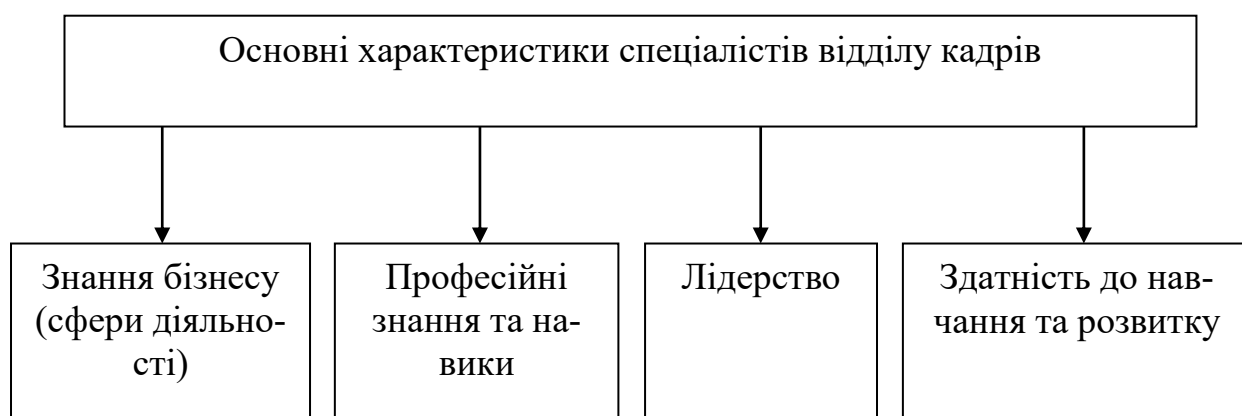 Основні характеристики спеціалістів відділу кадрів
Знання бізнесу
(сфери діяльно-
сті)
Професійні
знання та на-
вики
Лідерство
Здатність до нав-
чання та розвитку